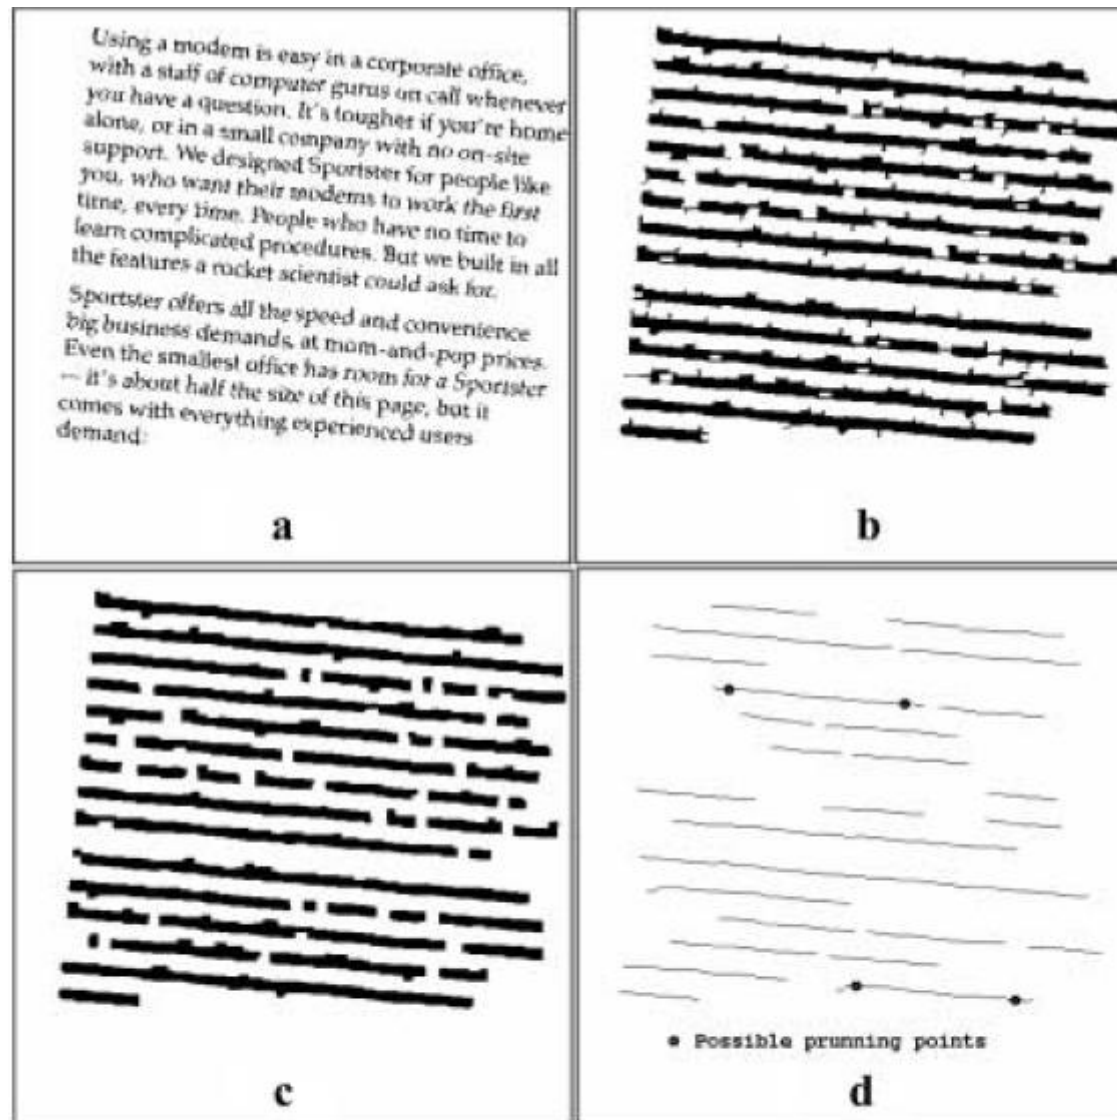 Using a modem is easy in a corporate office,
with a staff of computer gurus on call whenever
you have a question. It's tougher if you're home
alone, or in a small company with no on-site
support. We designed Sportster for people like
you, who want their modems to work the first
time, every time. People who have no time to
learn complicated procedures. But we built in all
the features a rocket scientist could ask for.
Sportster offers all the speed and convenience
big business demands, at mom-and-pop prices.
Even the smallest office has room for a Sportster
— it's about half the size of this page, but it
comes with everything experienced users
demand:
a
b
c
Possible prunning points
d